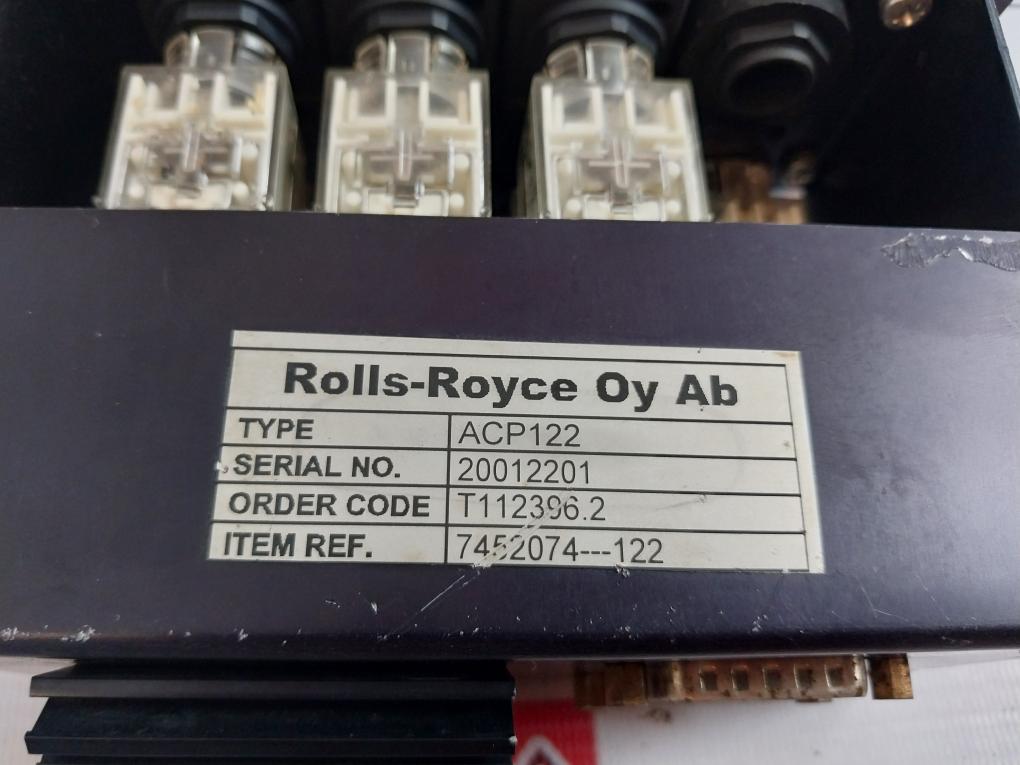 Rolls-Royce Oy Ab
TYPE ACP122
SERIAL NO. 20012201
ORDER CODE T112396.2
ITEM REF. 7452074---122